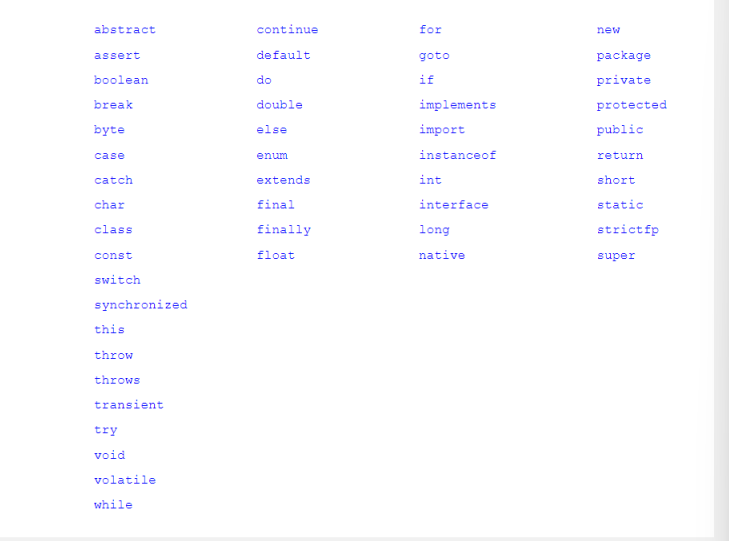 abstract continue for new
assert default goto package
boolean do if private
break double implements protected
byte else import public
case enum instanceof return
catch extends int short
char final interface static
class finally long strictfp
const float native super
switch
synchronized
this
throw
throws
transient
try
void
volatile
while